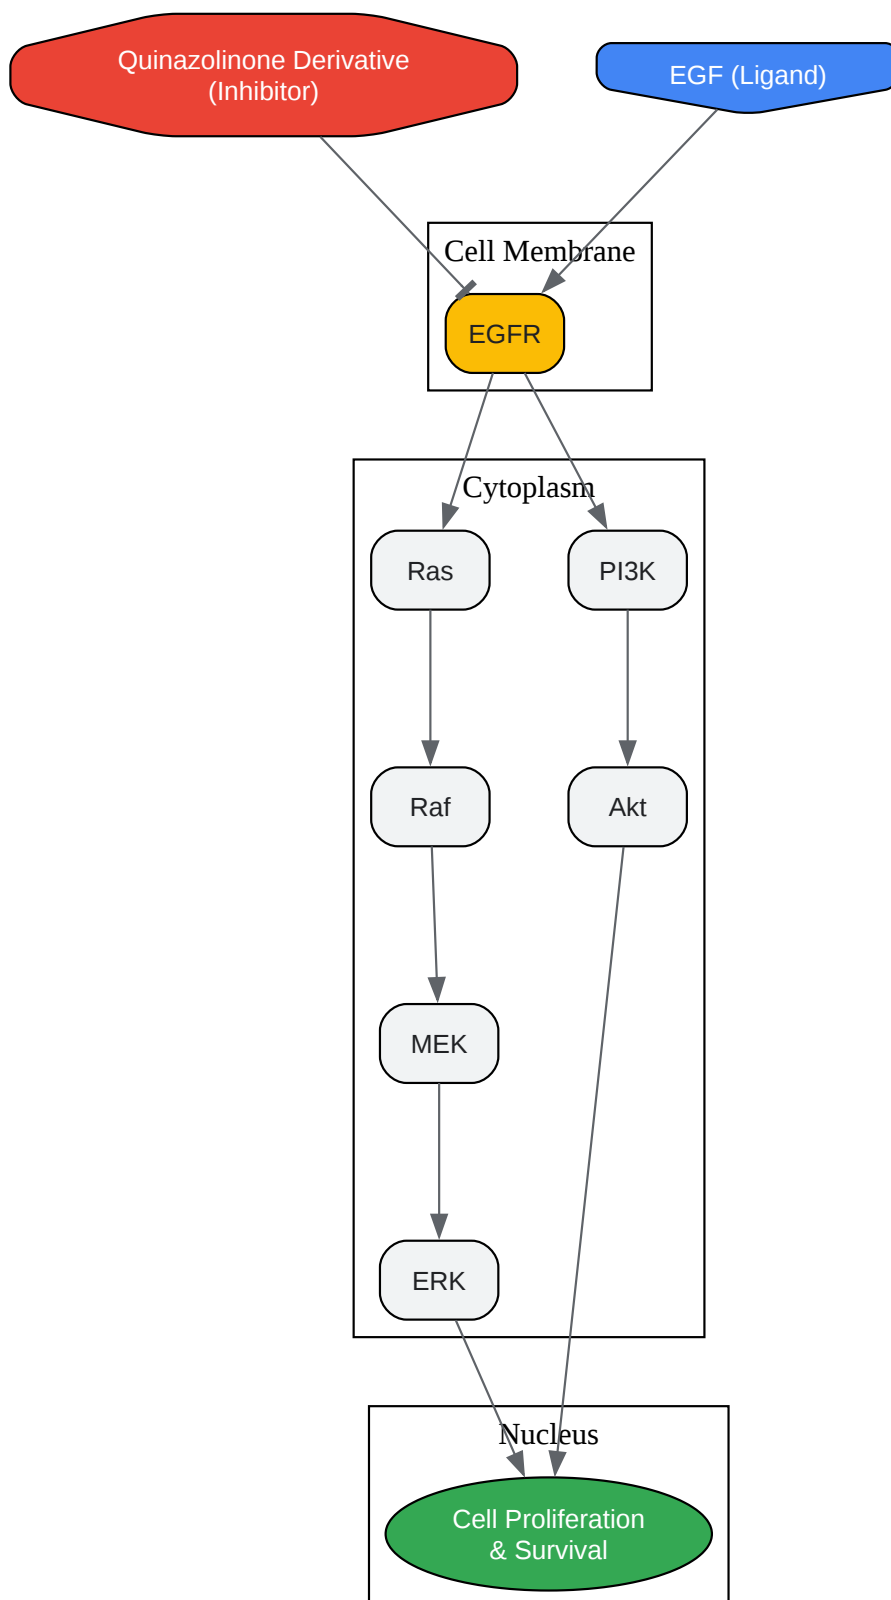 Quinazolinone Derivative
(Inhibitor)
EGF (Ligand)
Cell Membrane
EGFR
Cytoplasm
Ras
PI3K
Raf
Akt
MEK
ERK
Nucleus
Cell Proliferation
& Survival